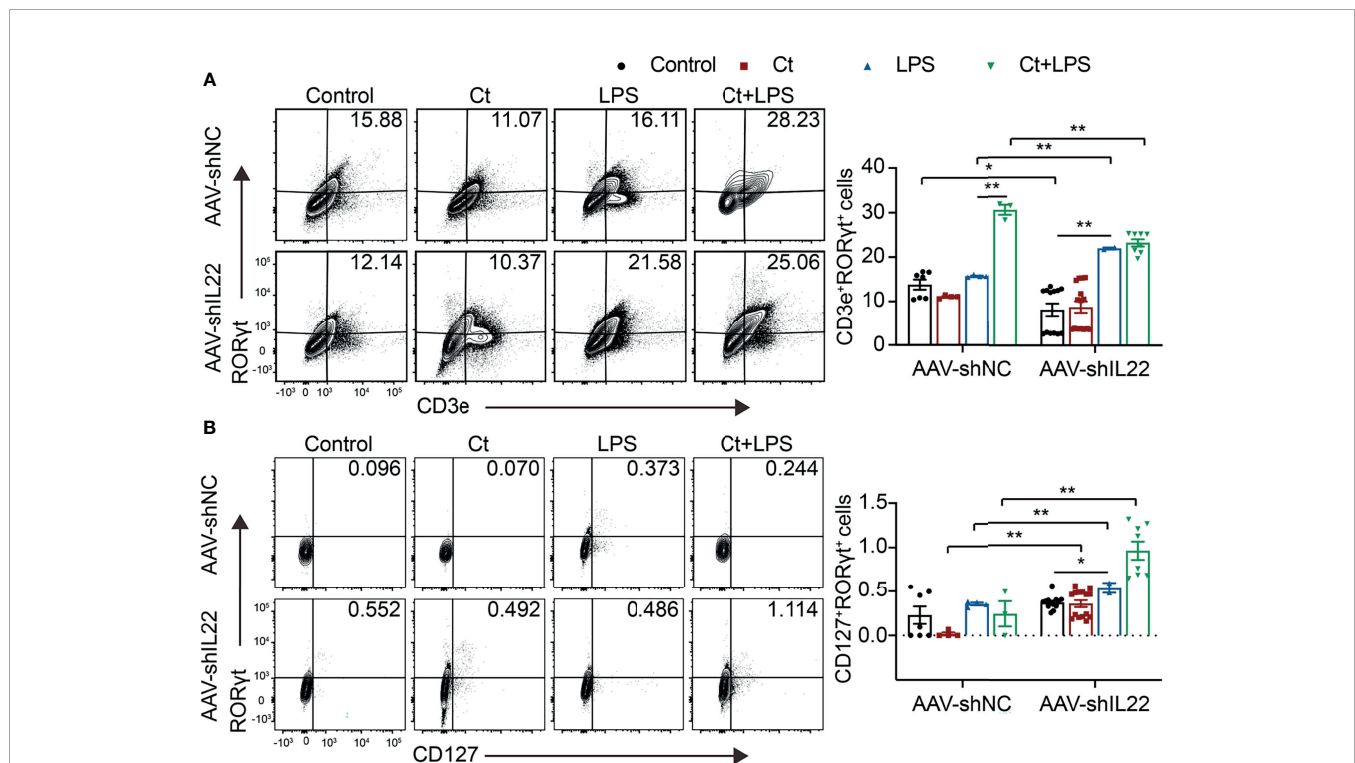 Control Ct LPS Ct+LPS
A
Control Ct LPS Ct+LPS
AAV-shNC
15.88 11.07 16.11 28.23
AAV-shIL22
RORγt
12.14 10.37 21.58 25.06
10⁵
10⁴
10³
0
-10³
-10³ 0 10³ 10⁴ 10⁵
CD3e
CD3e⁺RORγt⁺ cells
40
30
20
10
0
**
**
*
**
**
AAV-shNC AAV-shIL22
B
Control Ct LPS Ct+LPS
AAV-shNC
0.096 0.070 0.373 0.244
AAV-shIL22
RORγt
0.552 0.492 0.486 1.114
10⁵
10⁴
10³
0
-10³
-10³ 0 10³ 10⁴ 10⁵
CD127
CD127⁺RORγt⁺ cells
1.5
1.0
0.5
0.0
**
**
**
*
AAV-shNC AAV-shIL22